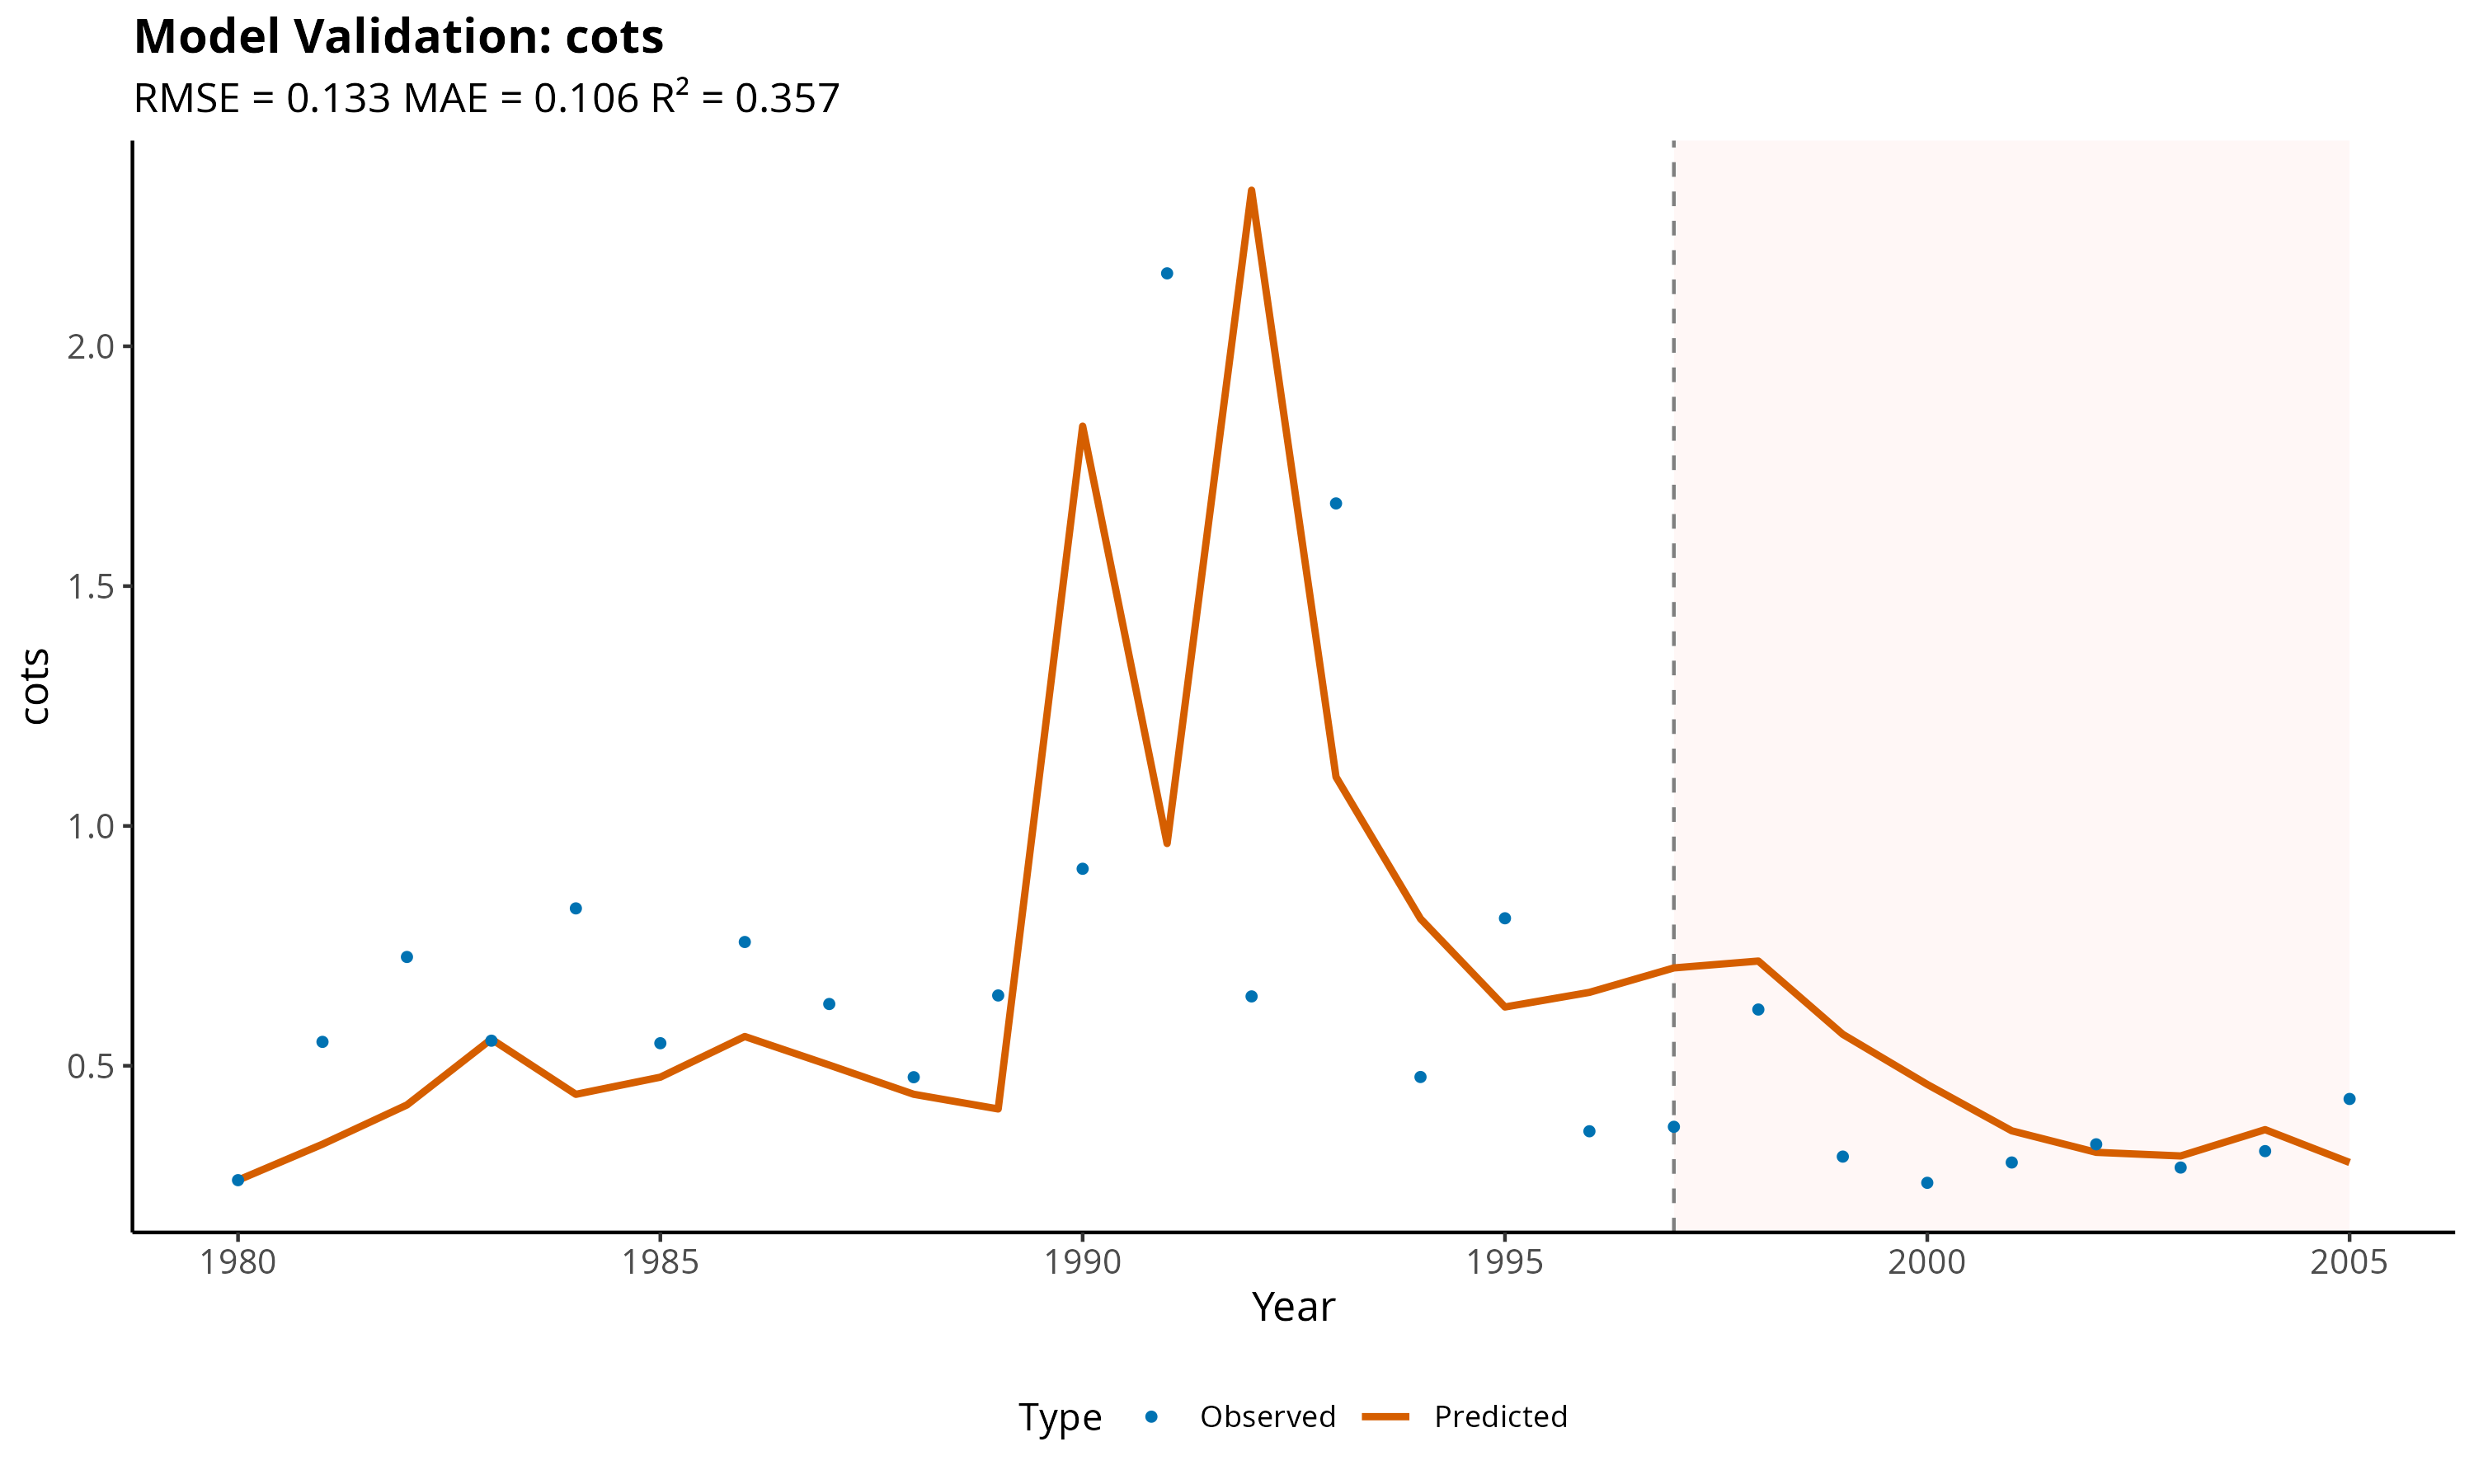 Model Validation: cots
RMSE = 0.133 MAE = 0.106 R² = 0.357
cots
2.0
1.5
1.0
0.5
1980 1985 1990 1995 2000 2005
Year
Type Observed Predicted